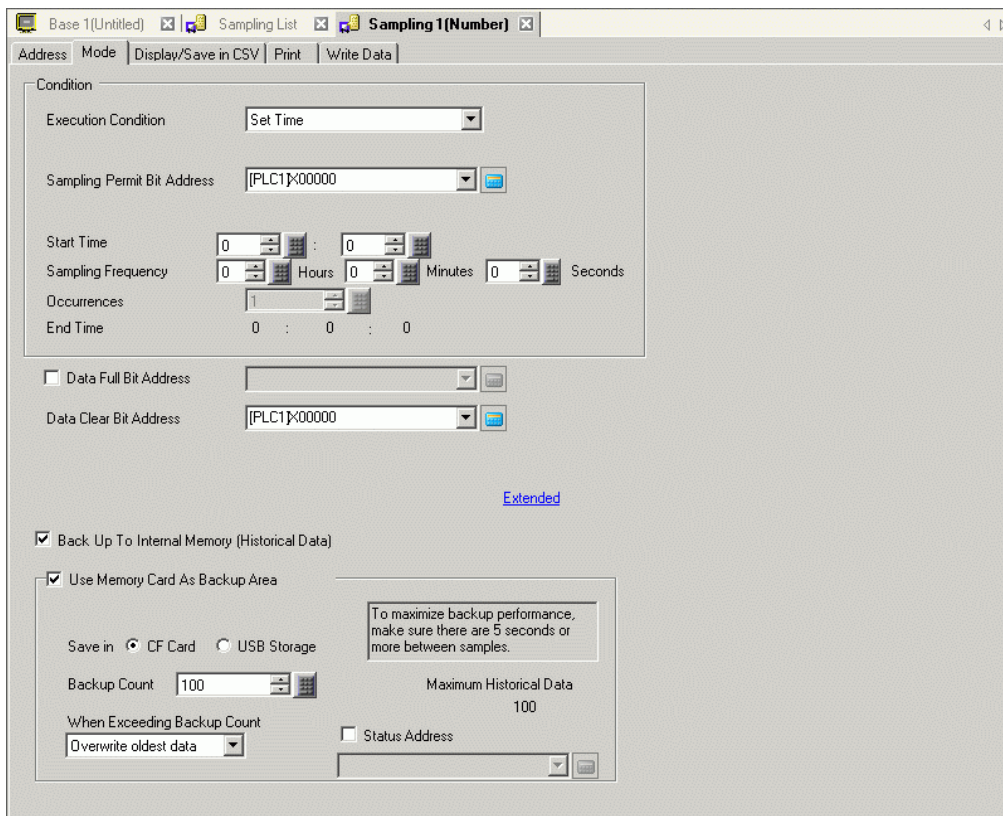 Base 1(Untitled) Sampling List Sampling 1(Number)
Address Mode Display/Save in CSV Print Write Data
Condition
Execution Condition Set Time
Sampling Permit Bit Address [PLC1]X00000
Start Time 0 : 0
Sampling Frequency 0 Hours 0 Minutes 0 Seconds
Occurrences 1
End Time 0 : 0 : 0
Data Full Bit Address
Data Clear Bit Address [PLC1]X00000
Extended
Back Up To Internal Memory (Historical Data)
Use Memory Card As Backup Area
To maximize backup performance,
make sure there are 5 seconds or
more between samples.
Save in CF Card USB Storage
Backup Count 100
Maximum Historical Data
100
When Exceeding Backup Count
Overwrite oldest data
Status Address